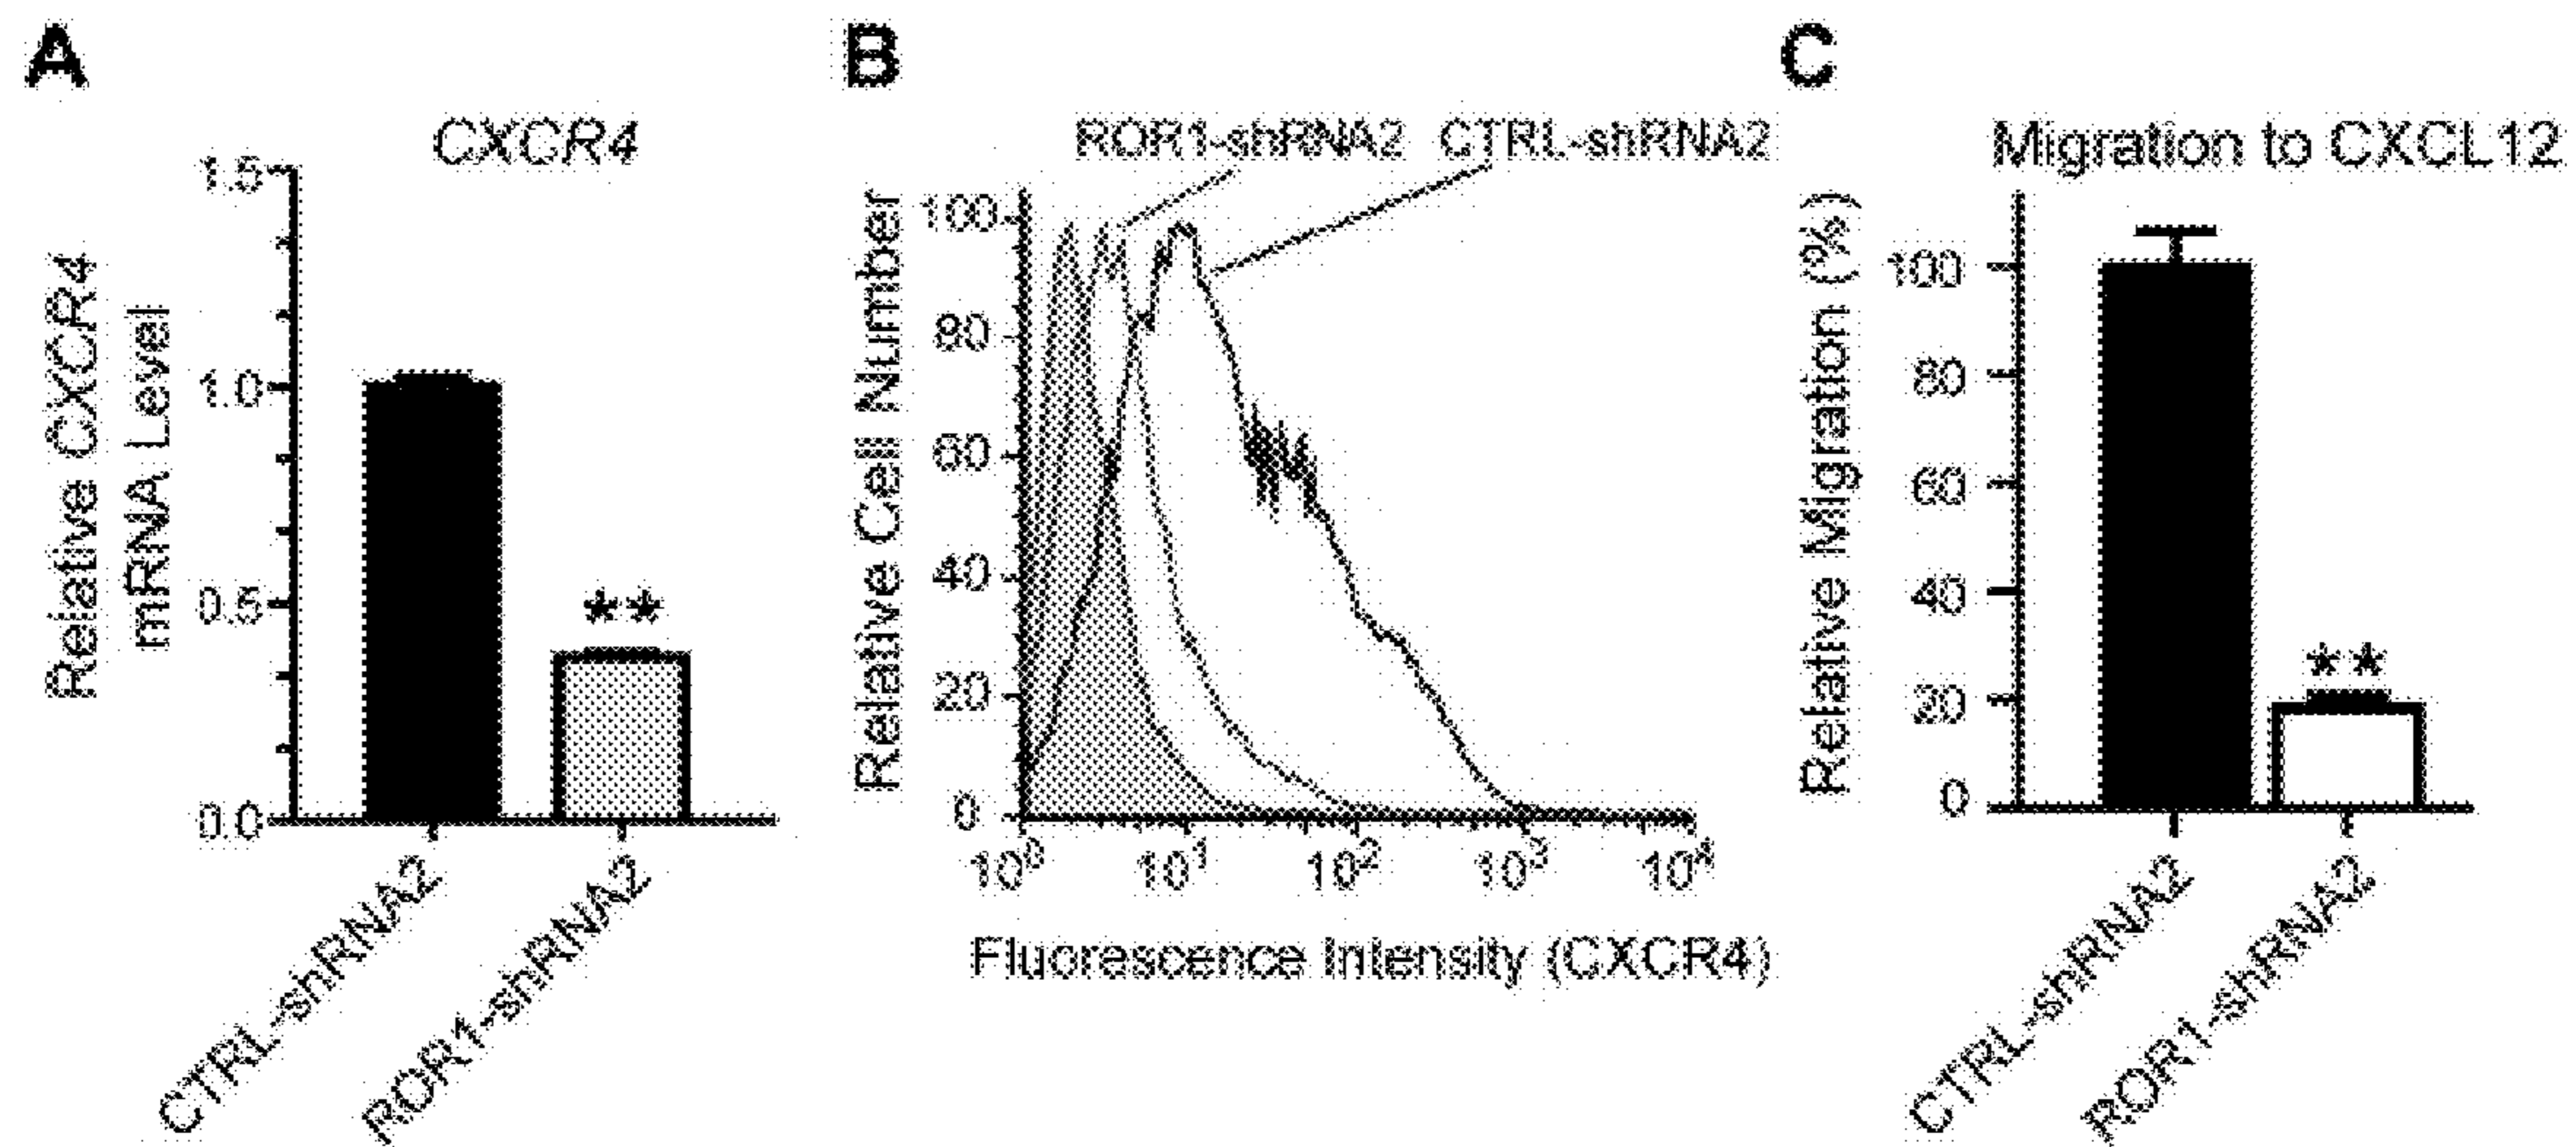 A
CXCR4
Relative CXCR4
mRNA Level
1.5
1.0
0.5
0.0
**
CTRL-shRNA2
ROR1-shRNA2
B
ROR1-shRNA2 CTRL-shRNA2
Relative Cell Number
100
80
60
40
20
0
10⁰ 10¹ 10² 10³ 10⁴
Fluorescence Intensity (CXCR4)
C
Migration to CXCL12
Relative Migration (%)
100
80
60
40
20
0
**
CTRL-shRNA2
ROR1-shRNA2